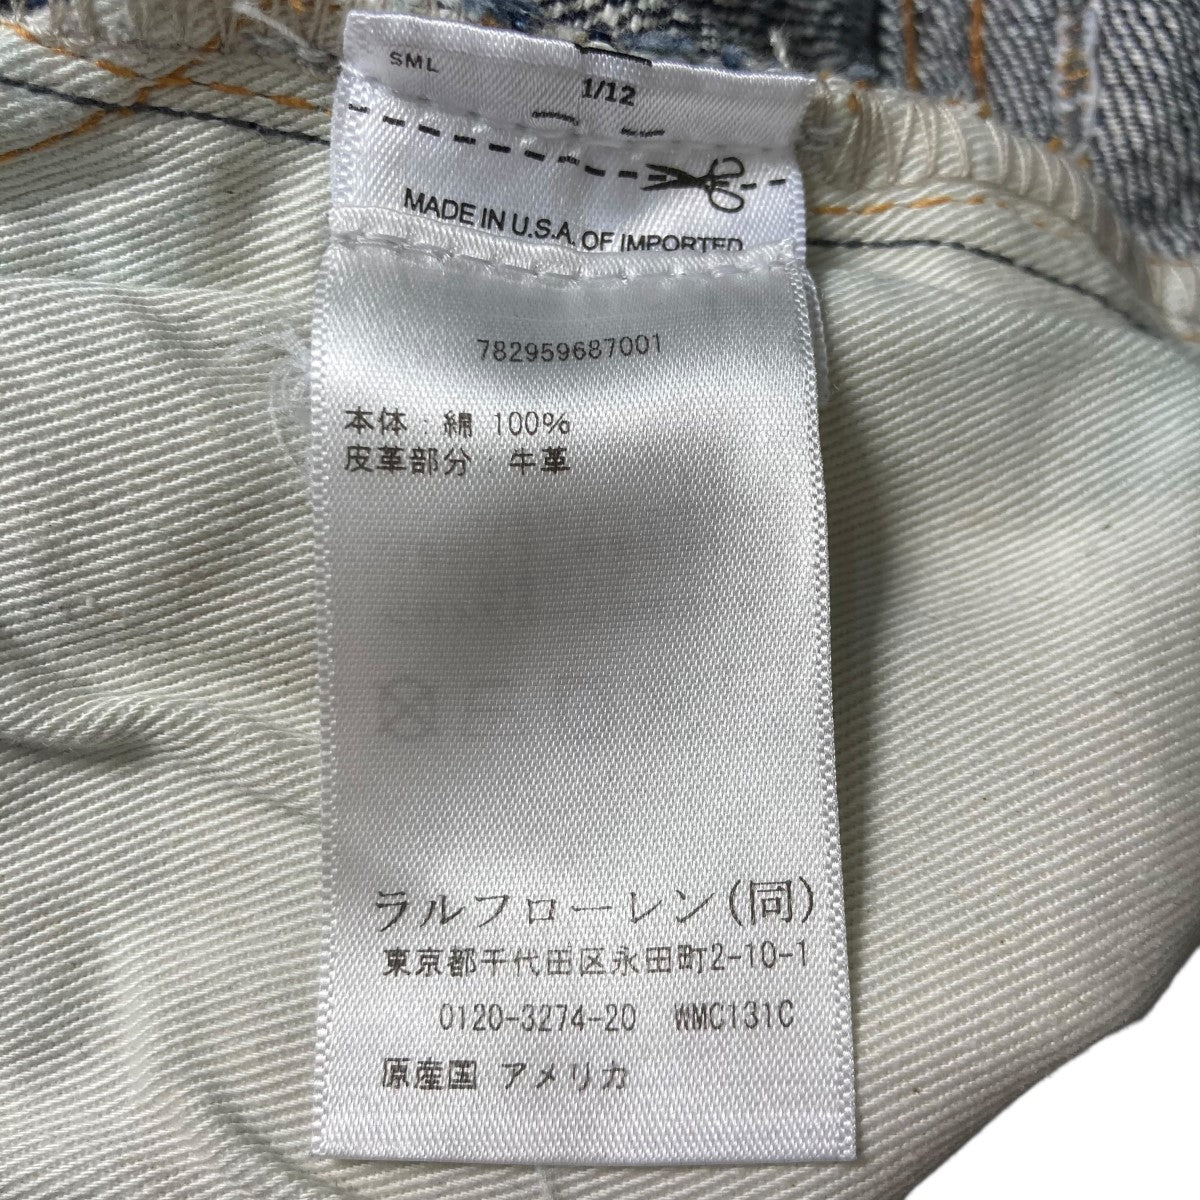 SML
1/12
MADE IN U.S.A. OF IMPORTED
782959687001
本体：綿 100%
皮革部分：牛革
ラルフローレン(同)
東京都千代田区永田町2-10-1
0120-3274-20 WMC131C
原産国 アメリカ